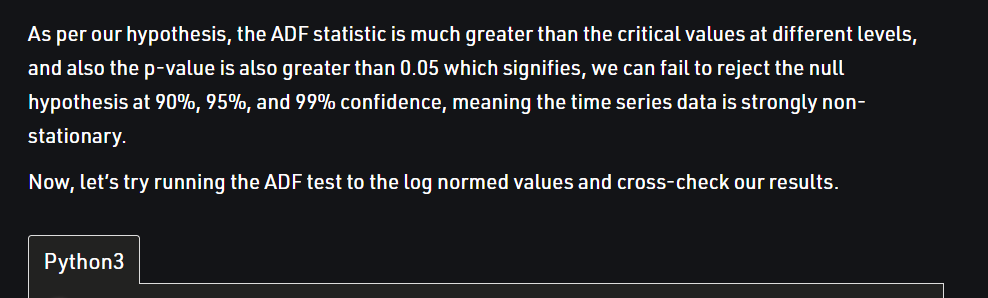 As per our hypothesis, the ADF statistic is much greater than the critical values at different levels,
and also the p-value is also greater than 0.05 which signifies, we can fail to reject the null
hypothesis at 90%, 95%, and 99% confidence, meaning the time series data is strongly non-
stationary.
Now, let's try running the ADF test to the log normed values and cross-check our results.
Python3